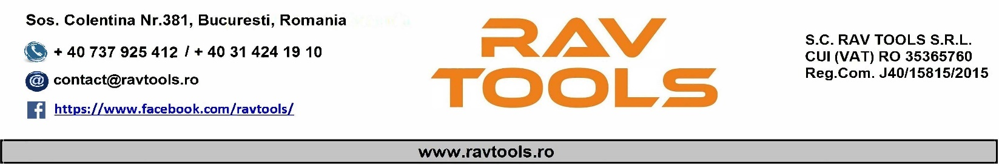 Sos. Colentina Nr.381, Bucuresti, Romania
+ 40 737 925 412 / + 40 31 424 19 10
@ contact@ravtools.ro
f https://www.facebook.com/ravtools/
RAV
TOOLS
S.C. RAV TOOLS S.R.L.
CUI (VAT) RO 35365760
Reg.Com. J40/15815/2015
www.ravtools.ro